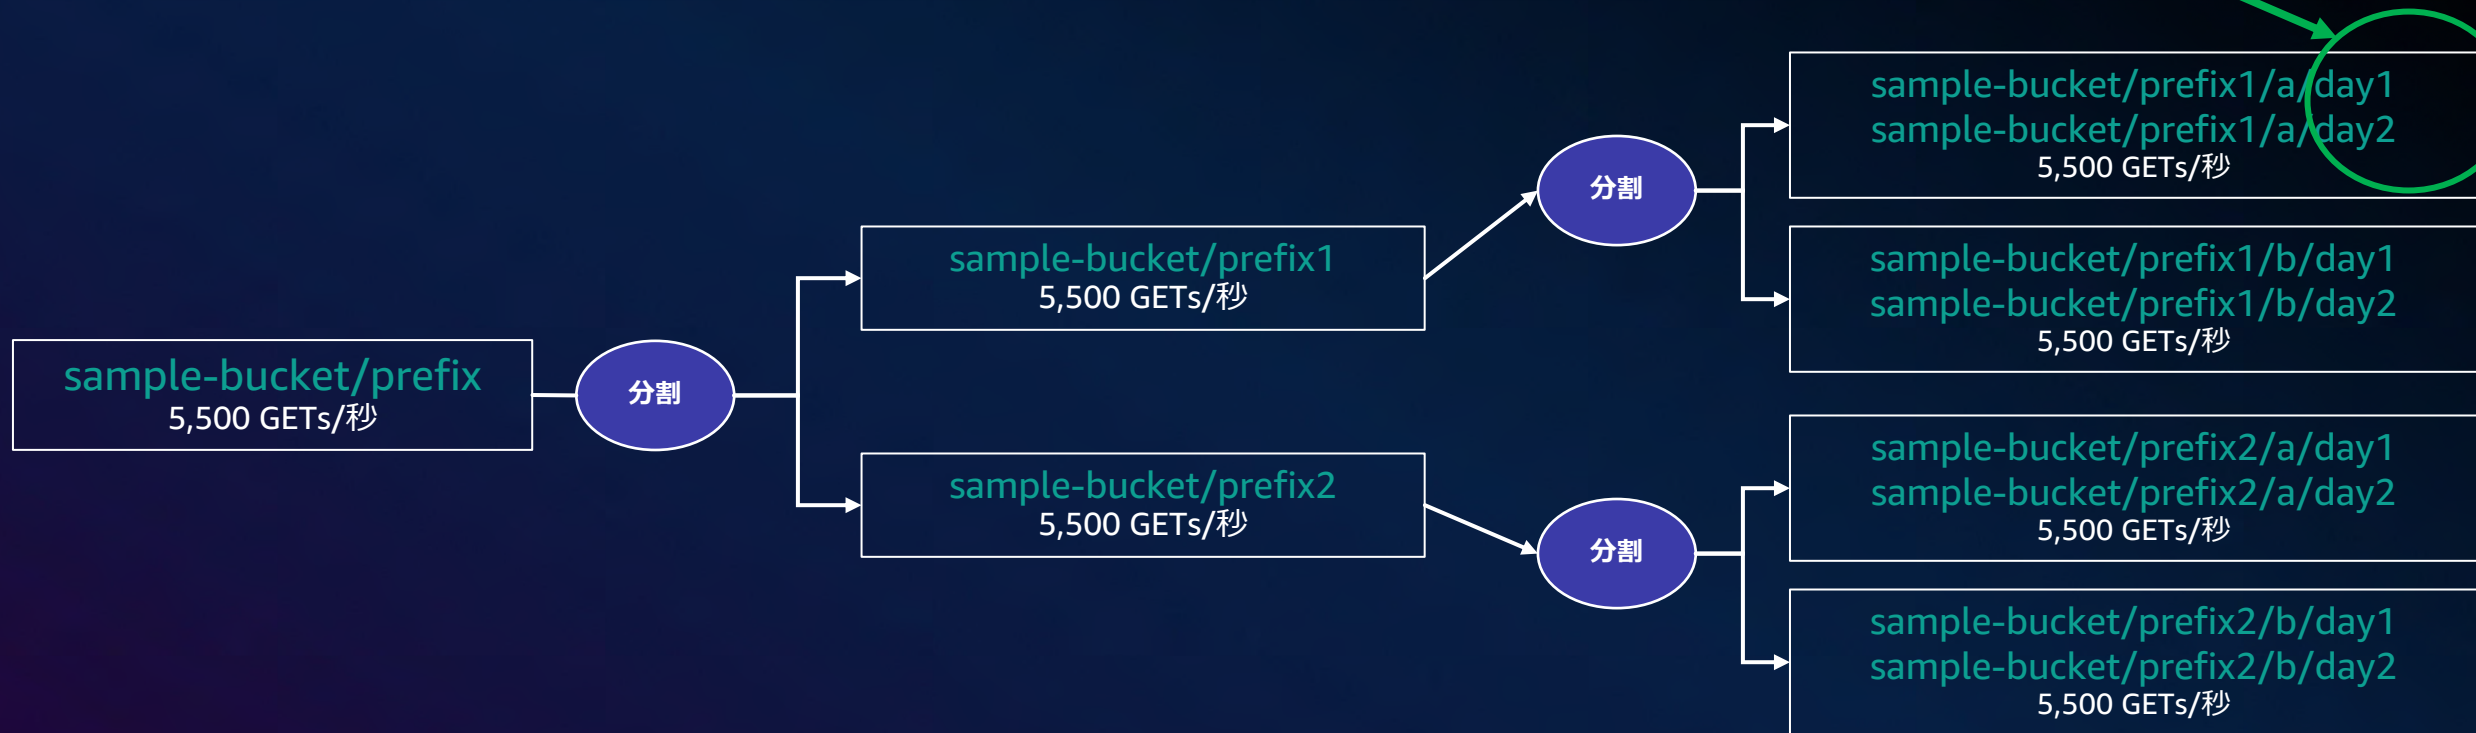 sample-bucket/prefix
5,500 GETs/秒
分割
sample-bucket/prefix1
5,500 GETs/秒
sample-bucket/prefix2
5,500 GETs/秒
分割
分割
sample-bucket/prefix1/a/day1
sample-bucket/prefix1/a/day2
5,500 GETs/秒
sample-bucket/prefix1/b/day1
sample-bucket/prefix1/b/day2
5,500 GETs/秒
sample-bucket/prefix2/a/day1
sample-bucket/prefix2/a/day2
5,500 GETs/秒
sample-bucket/prefix2/b/day1
sample-bucket/prefix2/b/day2
5,500 GETs/秒